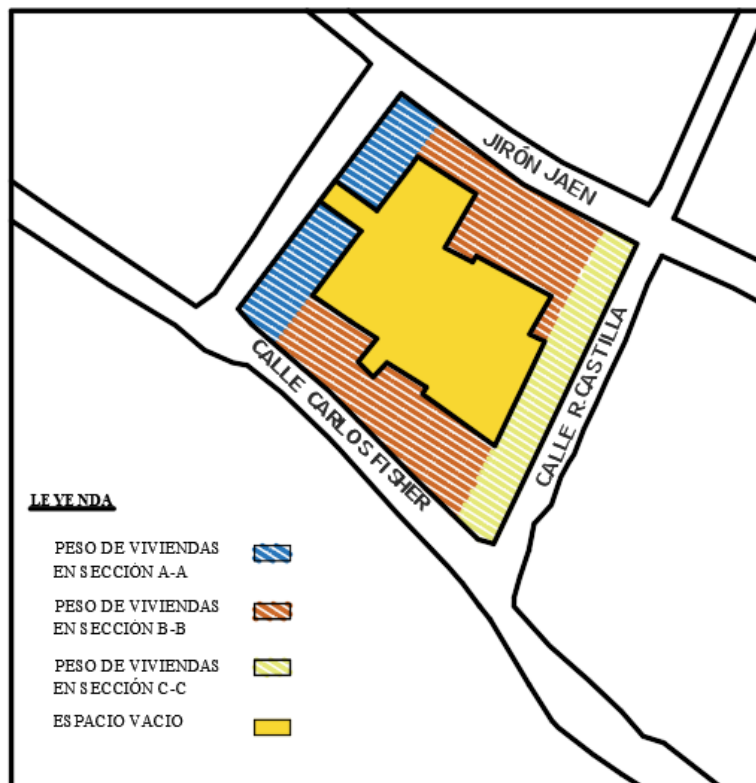 JIRÓN JAEN
CALLE R.CASTILLA
CALLE CARLOS FISHER
LEYENDA
PESO DE VIVIENDAS
EN SECCIÓN A-A
PESO DE VIVIENDAS
EN SECCIÓN B-B
PESO DE VIVIENDAS
EN SECCIÓN C-C
ESPACIO VACIO